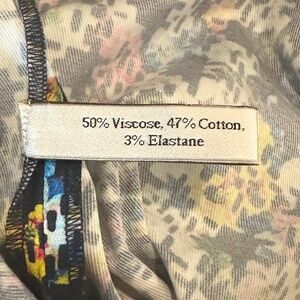 50% Viscose, 47% Cotton,
3% Elastane